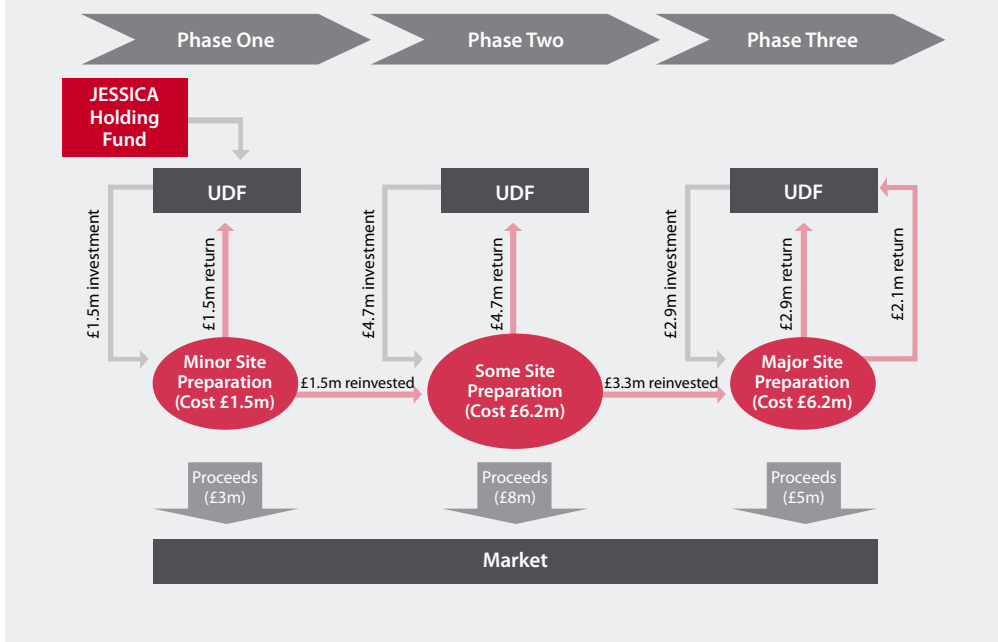 Phase One
Phase Two
Phase Three
JESSICA
Holding
Fund
UDF
UDF
UDF
£1.5m investment
£1.5m return
£4.7m investment
£4.7m return
£2.9m investment
£2.9m return
£2.1m return
Minor Site
Preparation
(Cost £1.5m)
£1.5m reinvested
Some Site
Preparation
(Cost £6.2m)
£3.3m reinvested
Major Site
Preparation
(Cost £6.2m)
Proceeds
(£3m)
Proceeds
(£8m)
Proceeds
(£5m)
Market